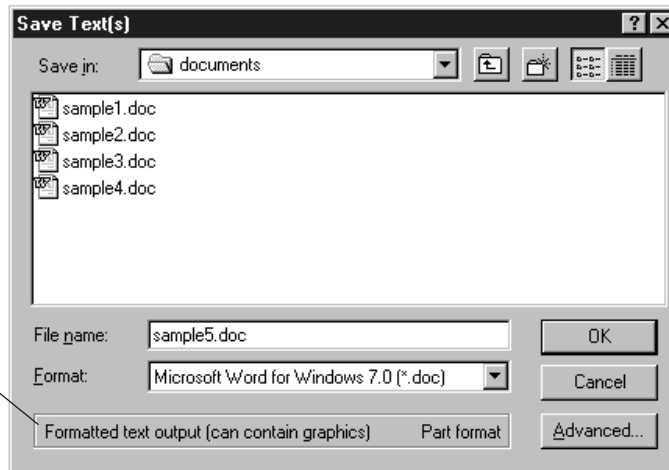 Save Text(s)
Save in: documents
sample1.doc
sample2.doc
sample3.doc
sample4.doc
File name: sample5.doc OK
Format: Microsoft Word for Windows 7.0 (*.doc) Cancel
Formatted text output (can contain graphics) Part format Advanced...